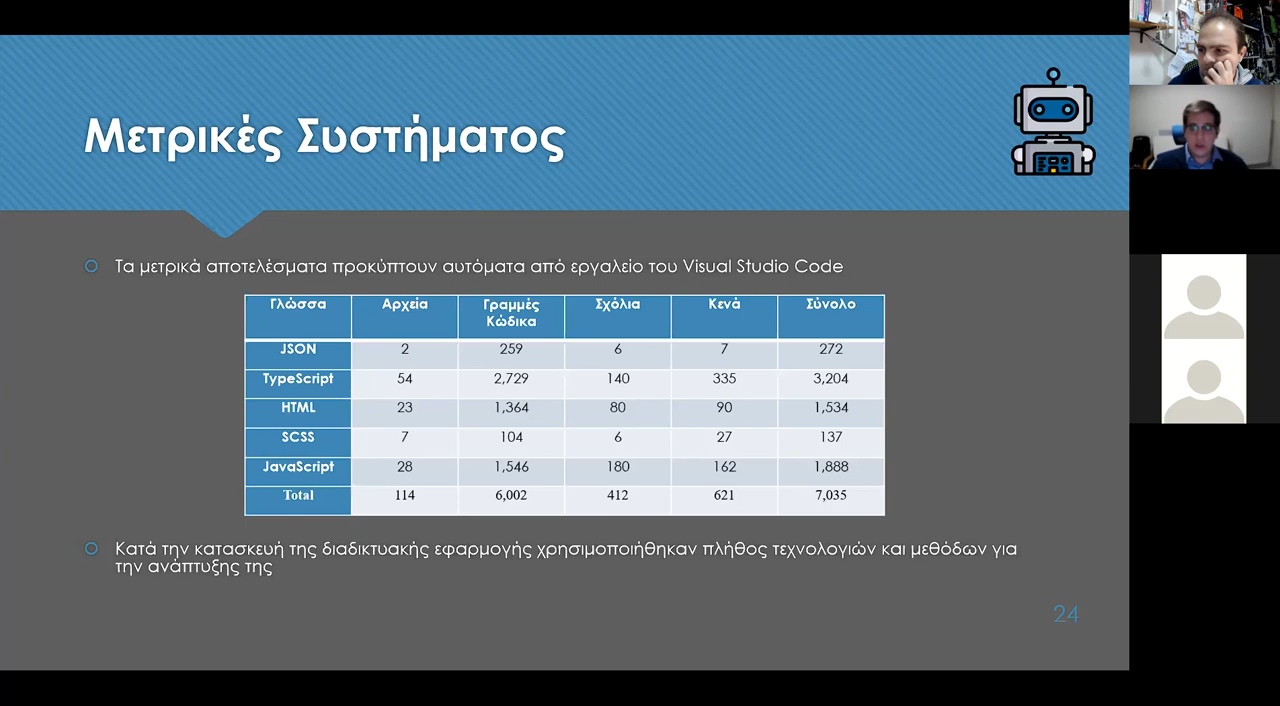 Μετρικές Συστήματος
Τα μετρικά αποτελέσματα προκύπτουν αυτόματα από εργαλείο του Visual Studio Code
Γλώσσα Αρχεία Γραμμές Κώδικα Σχόλια Κενά Σύνολο
JSON 2 259 6 7 272
TypeScript 54 2,729 140 335 3,204
HTML 23 1,364 80 90 1,534
SCSS 7 104 6 27 137
JavaScript 28 1,546 180 162 1,888
Total 114 6,002 412 621 7,035
Κατά την κατασκευή της διαδικτυακής εφαρμογής χρησιμοποιήθηκαν πλήθος τεχνολογιών και μεθόδων για
την ανάπτυξης της
24